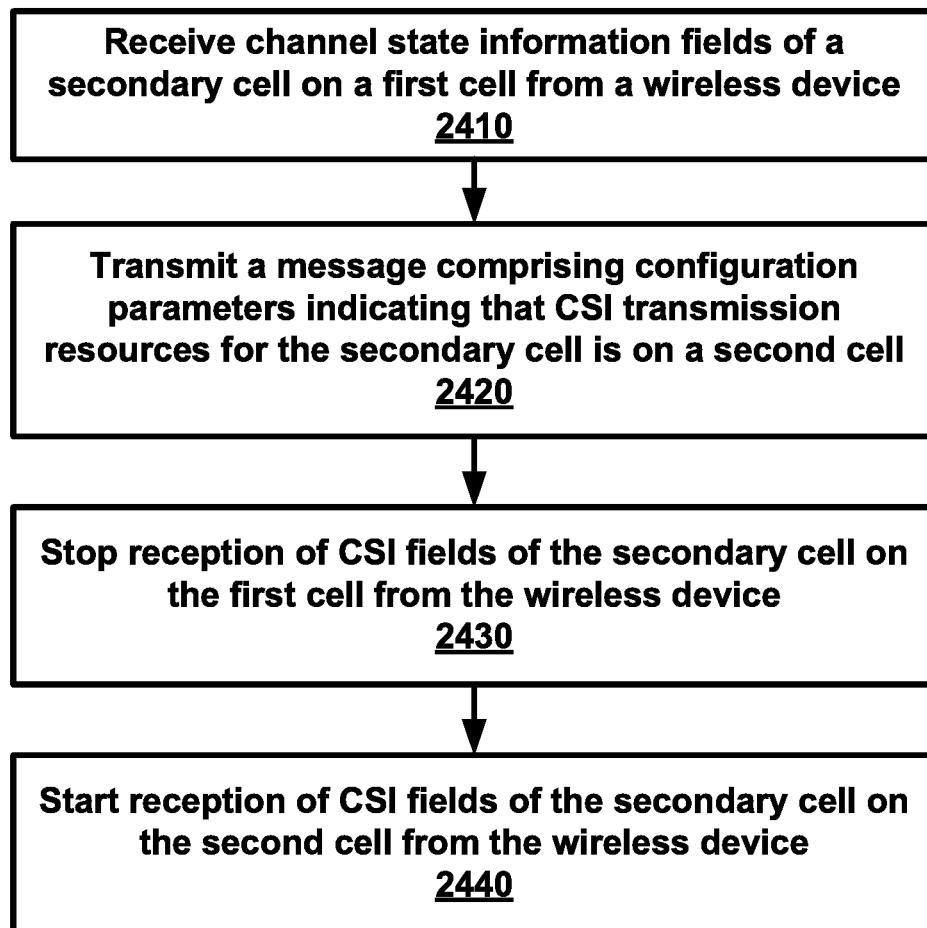 Receive channel state information fields of a
secondary cell on a first cell from a wireless device
2410
Transmit a message comprising configuration
parameters indicating that CSI transmission
resources for the secondary cell is on a second cell
2420
Stop reception of CSI fields of the secondary cell on
the first cell from the wireless device
2430
Start reception of CSI fields of the secondary cell on
the second cell from the wireless device
2440